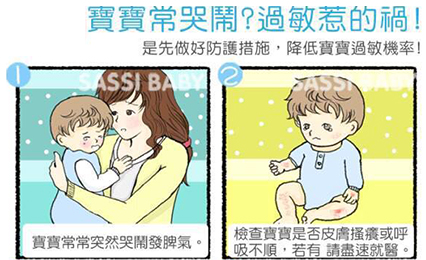 寶寶常哭鬧?過敏惹的禍!
是先做好防護措施，降低寶寶過敏機率!
1
SASSI BABY
寶寶常常突然哭鬧發脾氣。
2
SASSI BABY
檢查寶寶是否皮膚搔癢或呼
吸不順，若有 請盡速就醫。